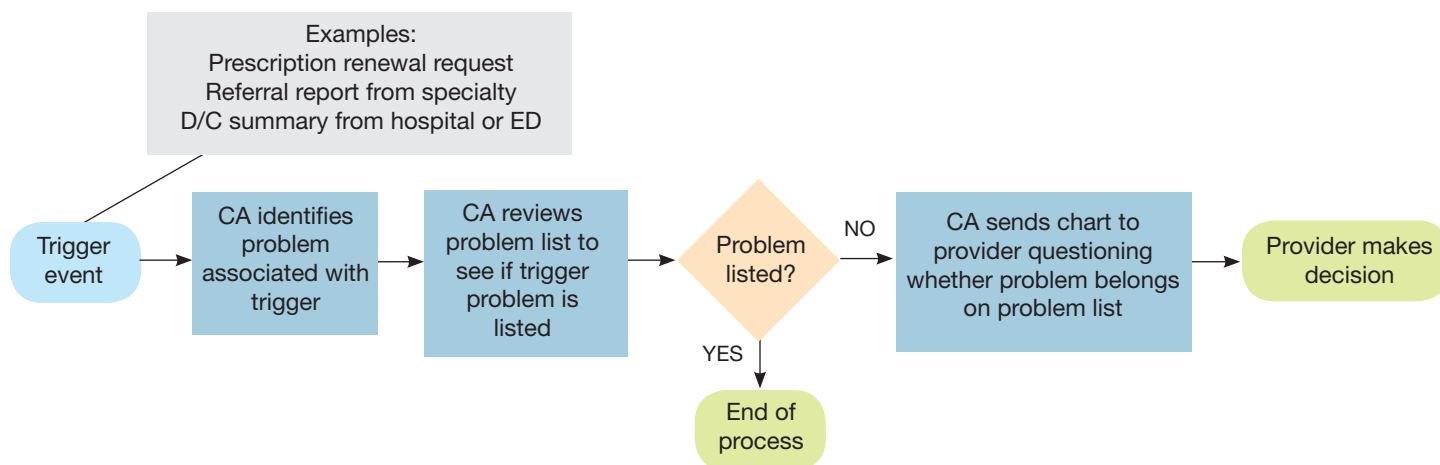 Examples:
Prescription renewal request
Referral report from specialty
D/C summary from hospital or ED
Trigger
event
CA identifies
problem
associated with
trigger
CA reviews
problem list to
see if trigger
problem is
listed
Problem
listed?
NO
CA sends chart to
provider questioning
whether problem belongs
on problem list
Provider makes
decision
YES
End of
process